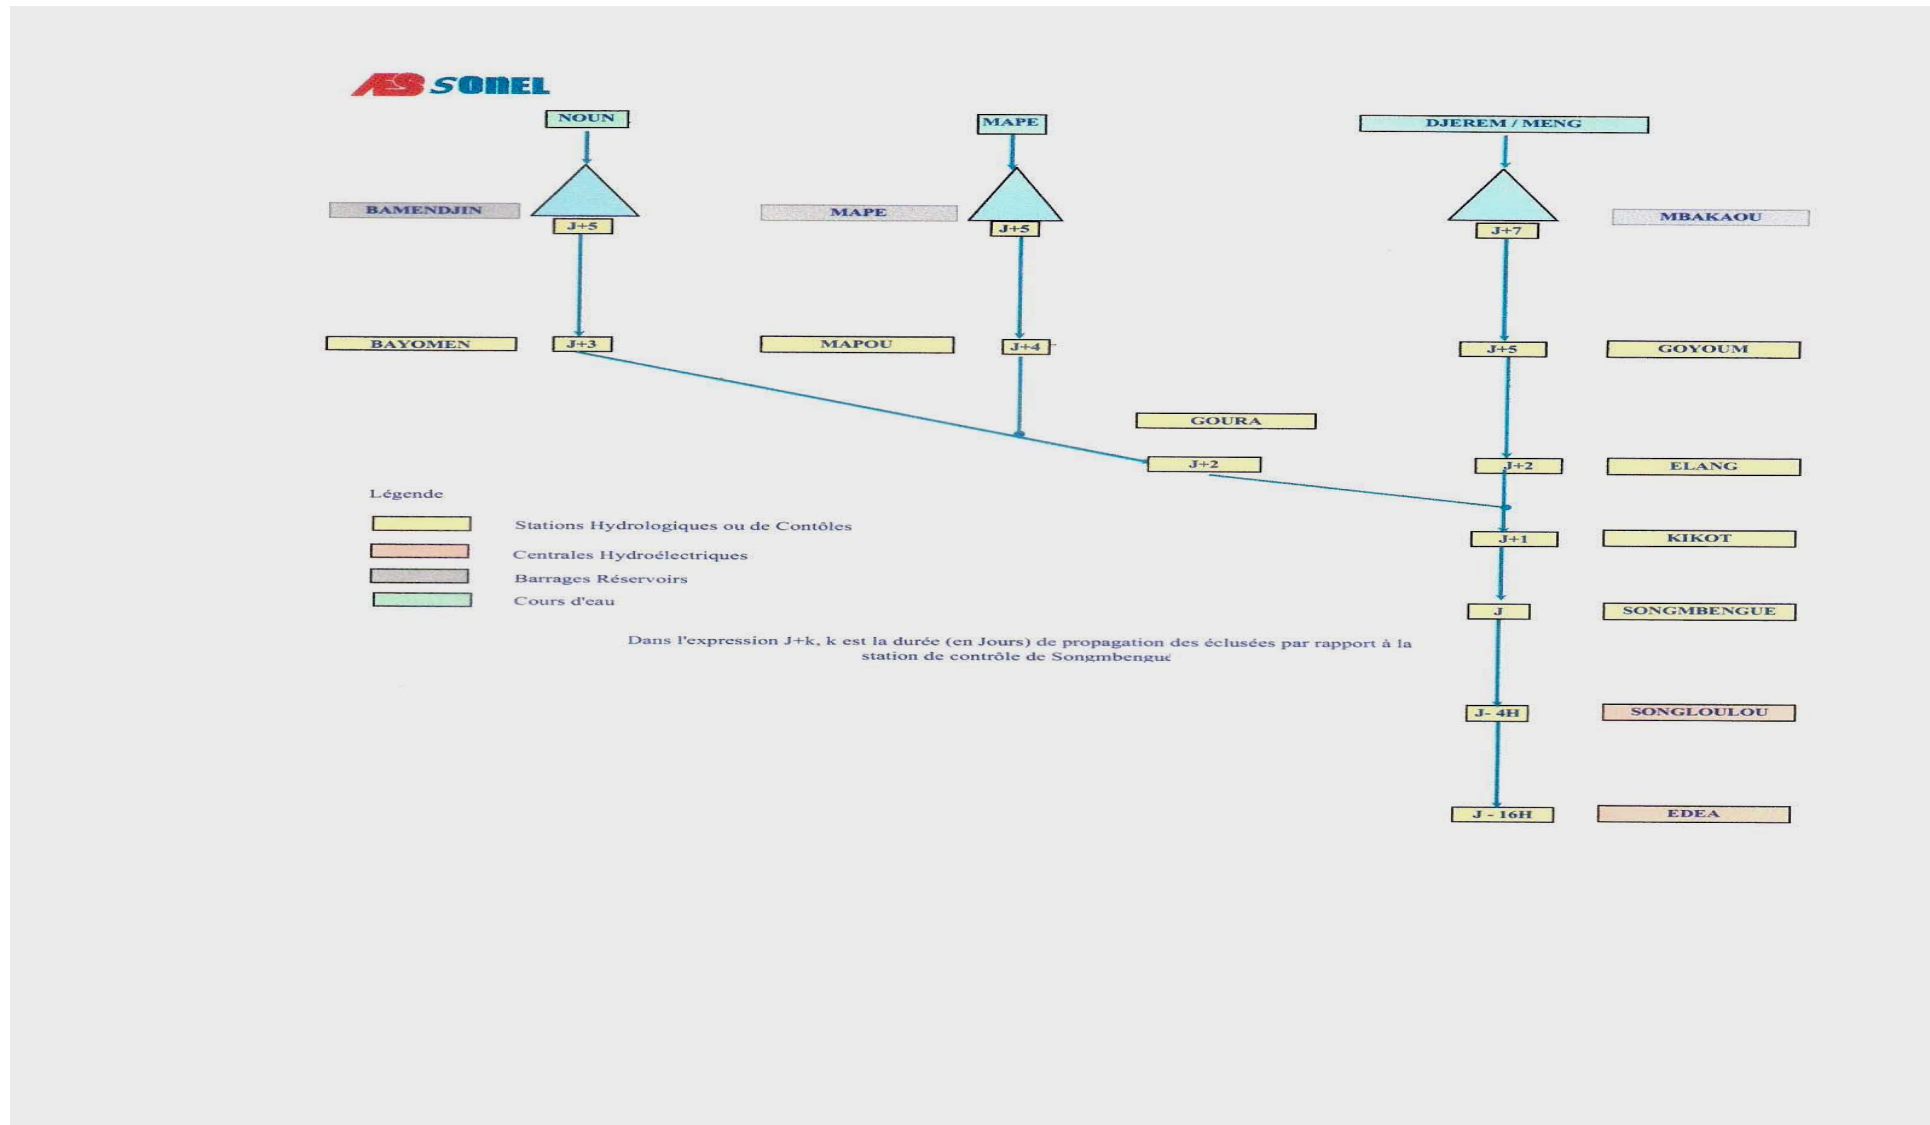 AES SONEL
NOUN
MAPE
DJEREM / MENG
BAMENDJIN
MAPE
MBAKAOU
J+5
J+5
J+7
BAYOMEN
J+3
MAPOU
J+4
J+5
GOYOUM
GOURA
J+2
J+2
ELANG
Légende
Stations Hydrologiques ou de Contôles
Centrales Hydroélectriques
Barrages Réservoirs
Cours d'eau
J+1
KIKOT
J
SONGMBENGUE
Dans l'expression J+k, k est la durée (en Jours) de propagation des éclusées par rapport à la
station de contrôle de Songmbengue
J- 4H
SONGLOULOU
J - 16H
EDEA